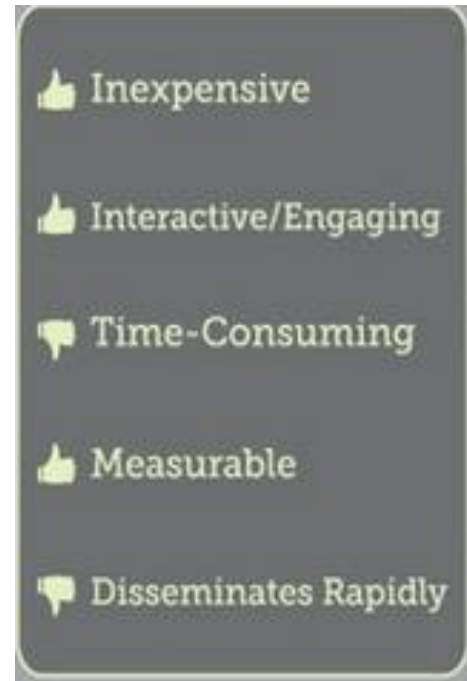 Inexpensive
Interactive/Engaging
Time-Consuming
Measurable
Disseminates Rapidly